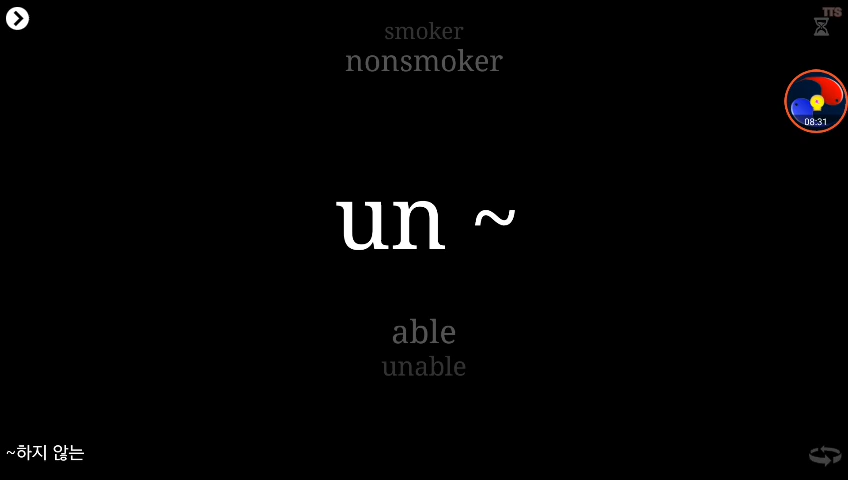 smoker
TTS
nonsmoker
08:31
un ~
able
unable
~하지 않는